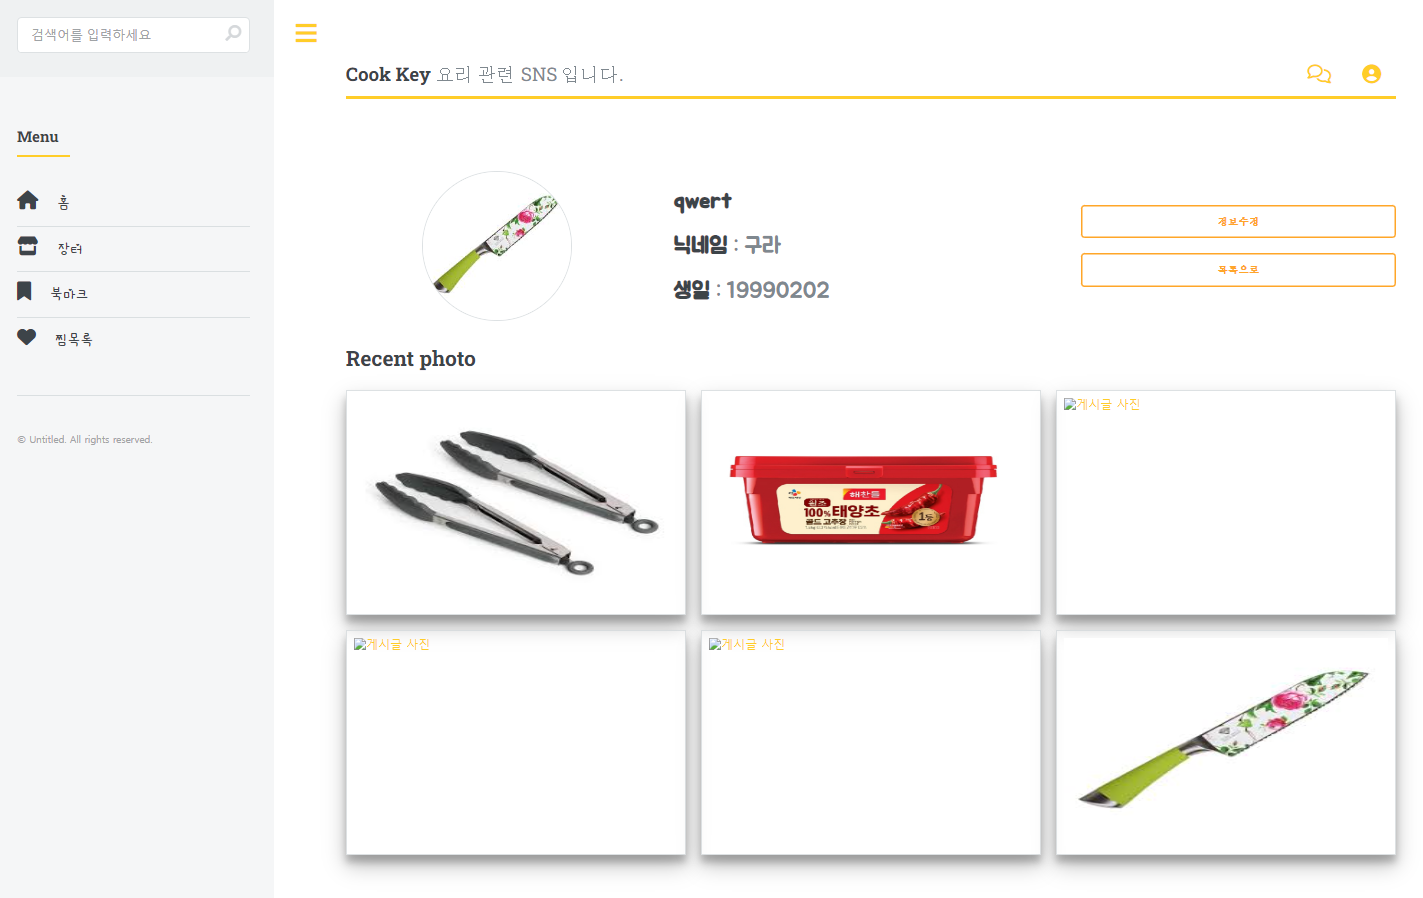 검색어를 입력하세요
Menu
홈
장터
북마크
찜목록
© Untitled. All rights reserved.
Cook Key 요리 관련 SNS 입니다.
qwert
닉네임 : 구라
생일 : 19990202
정보수정
목록으로
Recent photo
해찬들
100% 태양초
골드 고추장
1등
게시글 사진
게시글 사진
게시글 사진